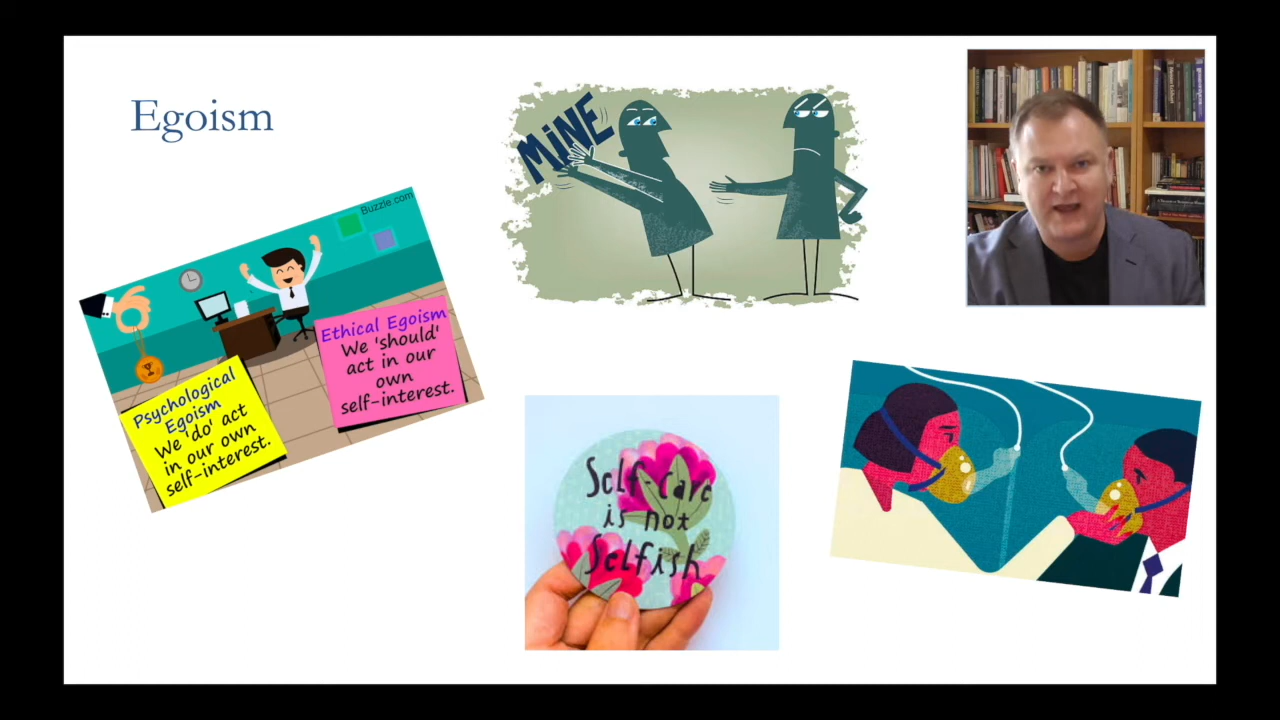 Egoism
MiNE
Buzzle.com
Ethical Egoism
We 'should'
act in our
own
self-interest.
Psychological
Egoism
We 'do' act
in our own
self-interest.
Self-care
is not
Selfish